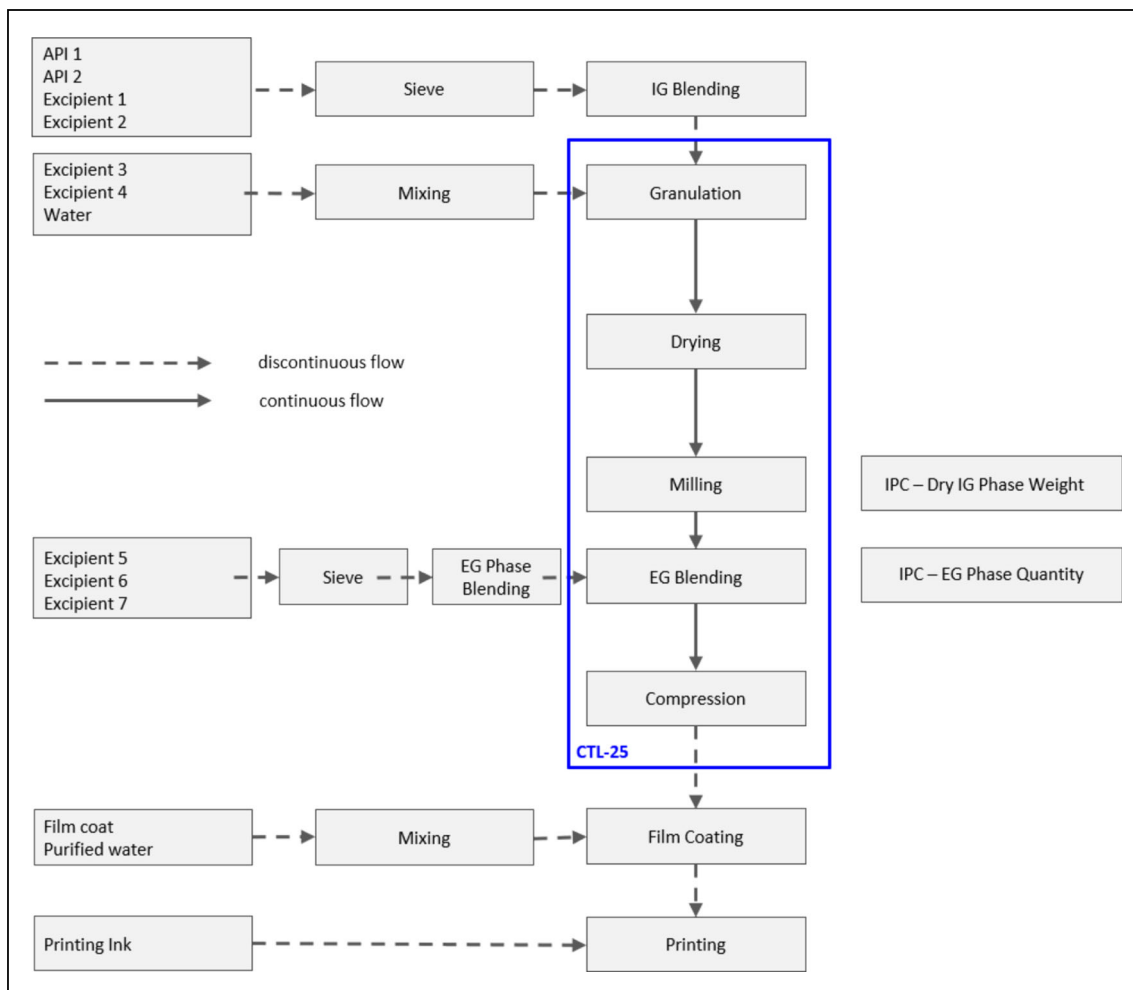 API 1
API 2
Excipient 1
Excipient 2
Sieve
IG Blending
Excipient 3
Excipient 4
Water
Mixing
Granulation
Drying
discontinuous flow
continuous flow
Milling
IPC – Dry IG Phase Weight
Excipient 5
Excipient 6
Excipient 7
Sieve
EG Phase
Blending
EG Blending
IPC – EG Phase Quantity
Compression
CTL-25
Film coat
Purified water
Mixing
Film Coating
Printing Ink
Printing